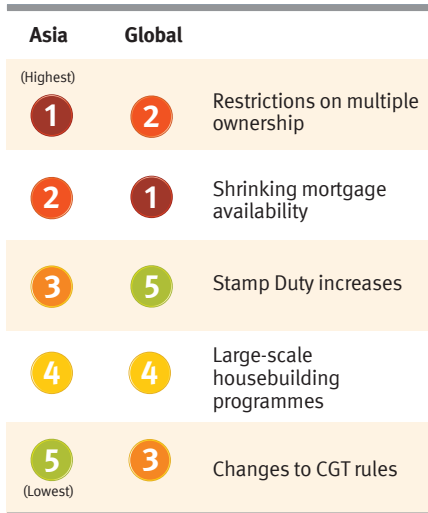 Asia Global
(Highest)
1 2 Restrictions on multiple
ownership
2 1 Shrinking mortgage
availability
3 5 Stamp Duty increases
4 4 Large-scale
housebuilding
programmes
5 3 Changes to CGT rules
(Lowest)